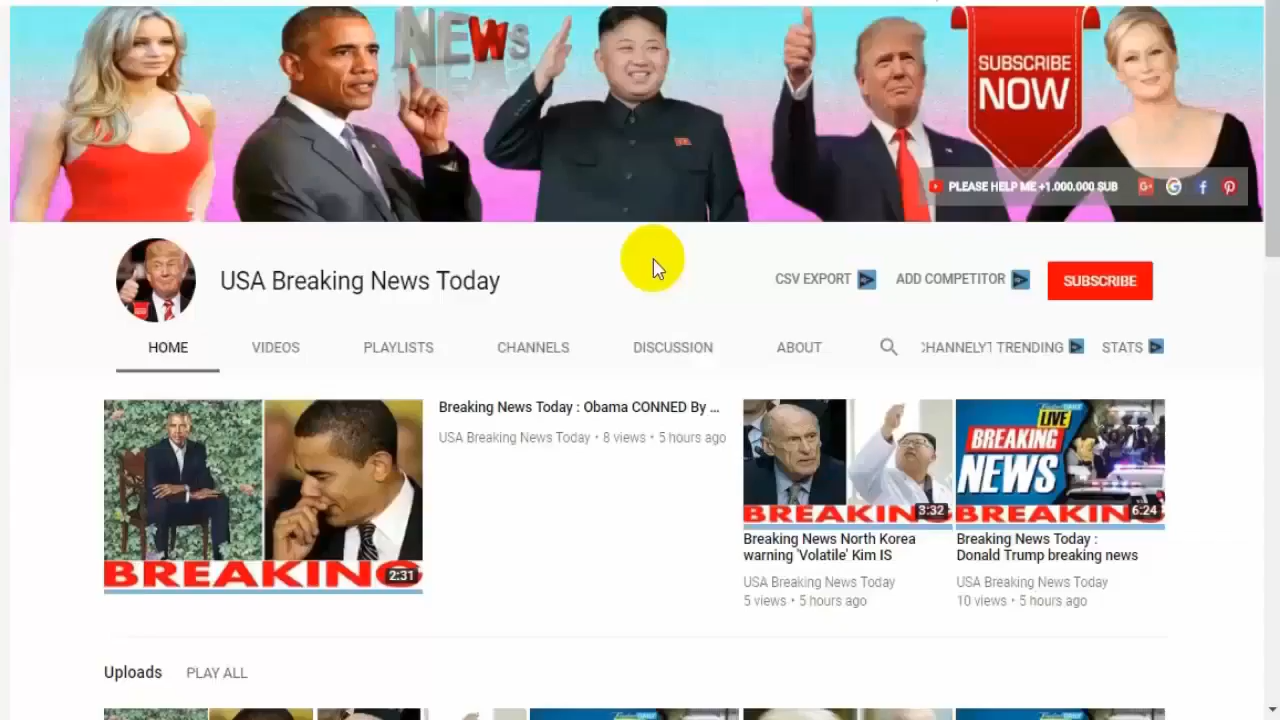 NEWS
SUBSCRIBE
NOW
PLEASE HELP ME +1.000.000 SUB
USA Breaking News Today
CSV EXPORT
ADD COMPETITOR
SUBSCRIBE
HOME
VIDEOS
PLAYLISTS
CHANNELS
DISCUSSION
ABOUT
TRENDING
STATS
BREAKING
2:31
Breaking News Today : Obama CONNED By ...
USA Breaking News Today • 8 views • 5 hours ago
BREAKIN
3:32
Breaking News North Korea
warning 'Volatile' Kim IS
USA Breaking News Today
5 views • 5 hours ago
LIVE
BREAKING
NEWS
BREAKIN
6:24
Breaking News Today :
Donald Trump breaking news
USA Breaking News Today
10 views • 5 hours ago
Uploads
PLAY ALL